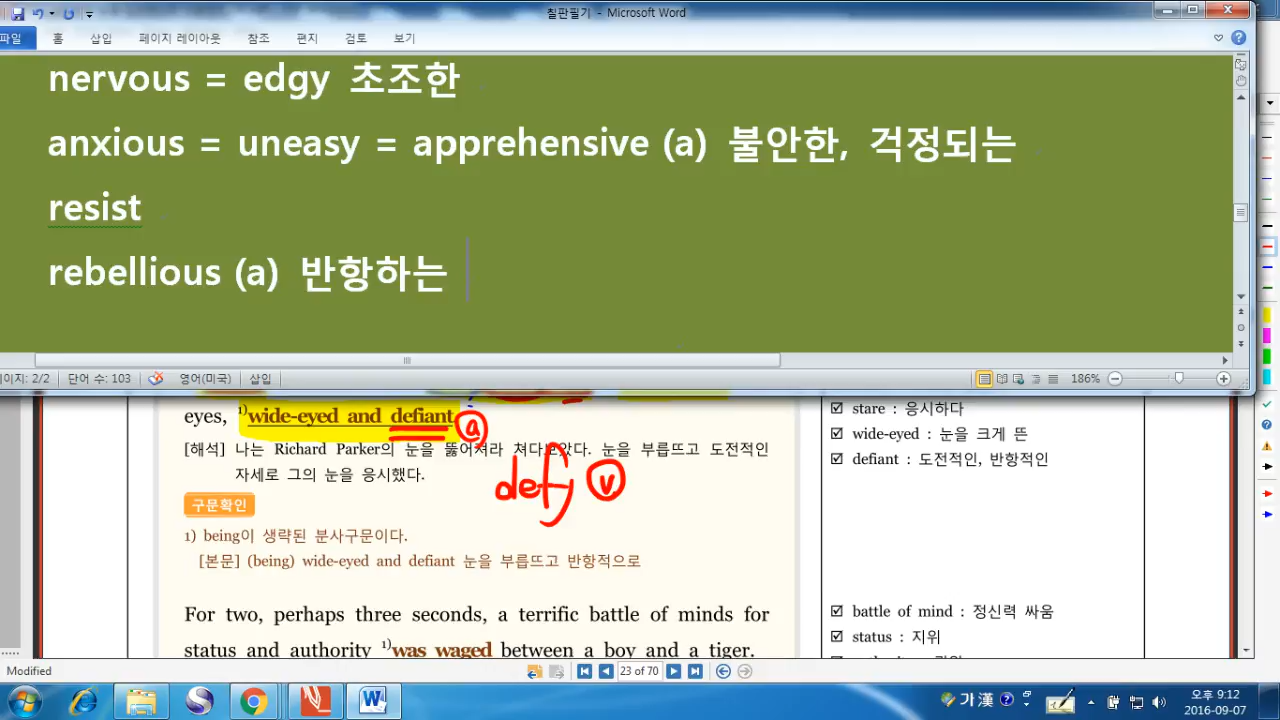 칠판필기 - Microsoft Word
파일 홈 삽입 페이지 레이아웃 참조 편지 검토 보기
nervous = edgy 초조한
anxious = uneasy = apprehensive (a) 불안한, 걱정되는
resist
rebellious (a) 반항하는
이지: 2/2 단어 수: 103 영어(미국) 삽입 186%
eyes, 1)wide-eyed and defiant ⓐ
[해석] 나는 Richard Parker의 눈을 뚫어져라 쳐다보았다. 눈을 부릅뜨고 도전적인
자세로 그의 눈을 응시했다.
defy ⓥ
구문확인
1) being이 생략된 분사구문이다.
[본문] (being) wide-eyed and defiant 눈을 부릅뜨고 반항적으로
For two, perhaps three seconds, a terrific battle of minds for
status and authority 1)was waged between a boy and a tiger.
stare : 응시하다
wide-eyed : 눈을 크게 뜬
defiant : 도전적인, 반항적인
battle of mind : 정신력 싸움
status : 지위
Modified 23 of 70
가 漢
오후 9:12
2016-09-07